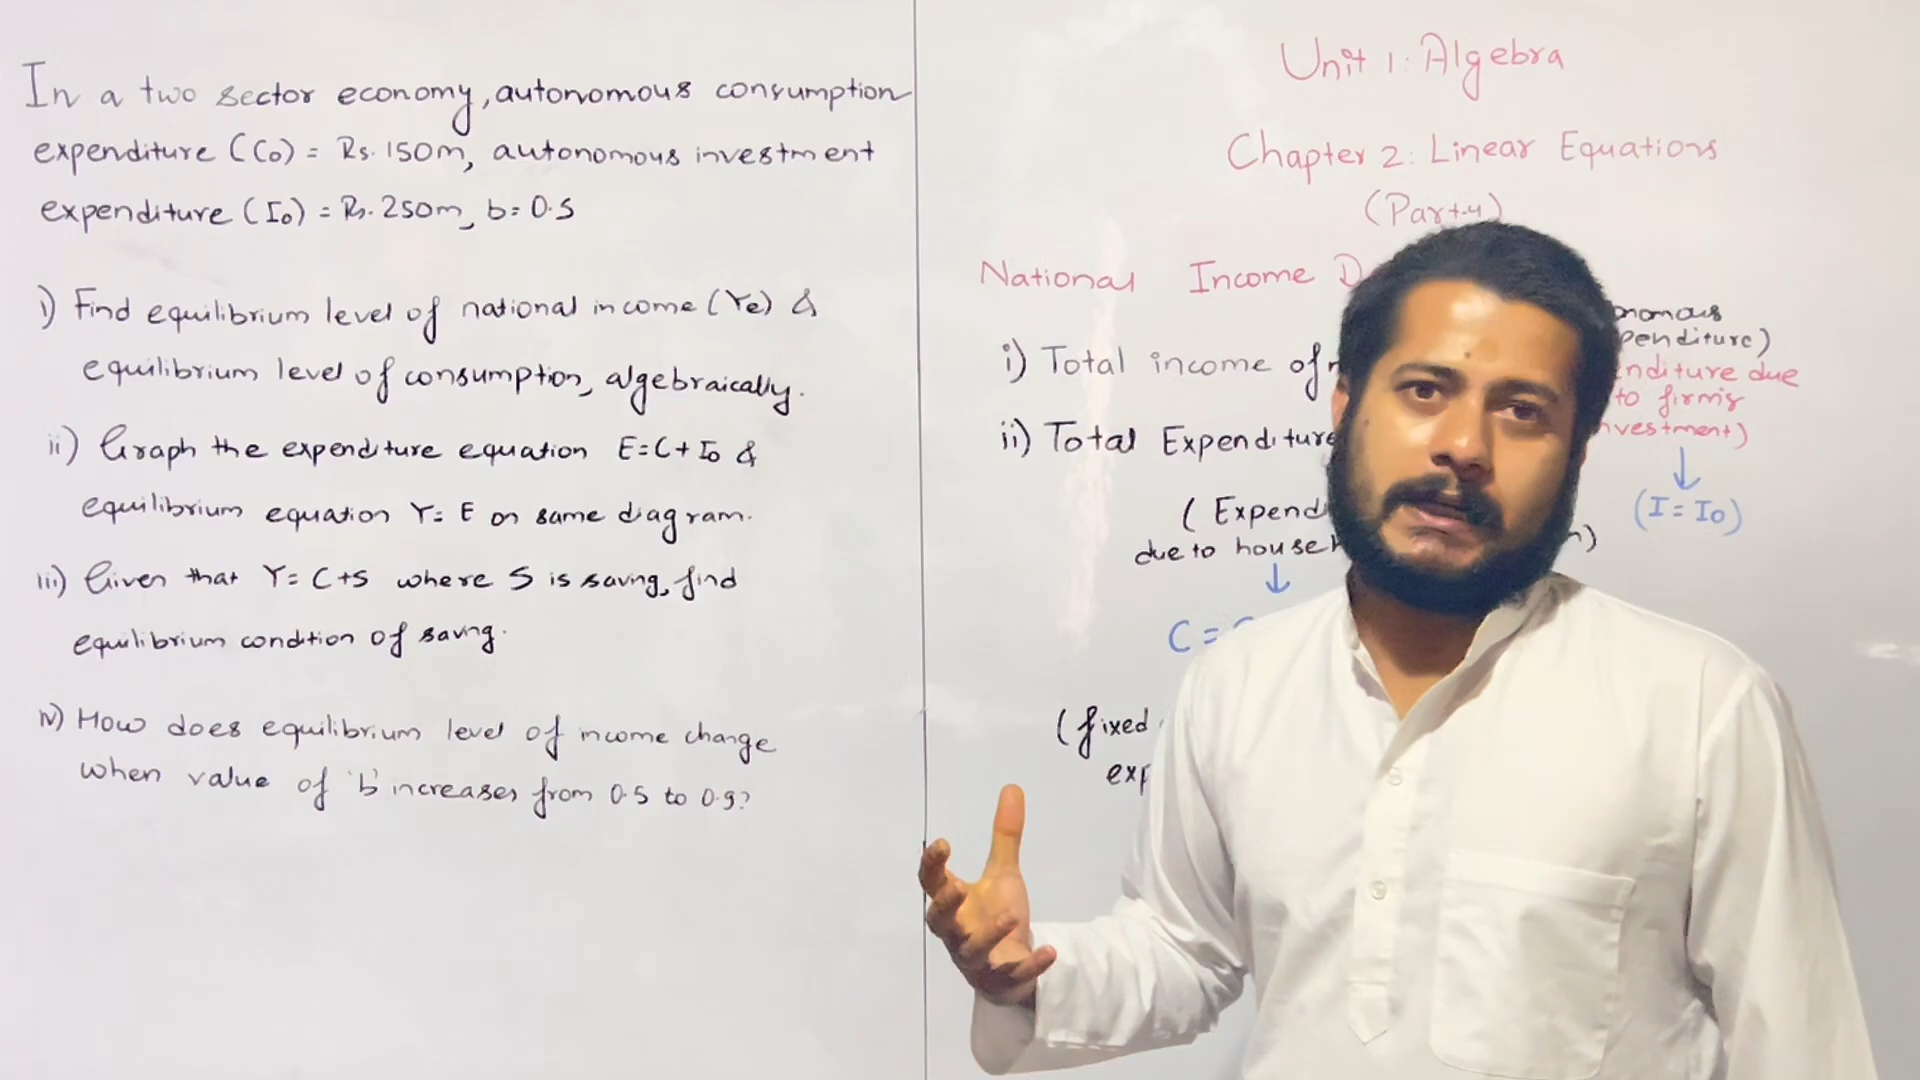 In a two sector economy, autonomous consumption
expenditure (C0) = Rs. 150m, autonomous investment
expenditure (I0) = Rs. 250m, b = 0.5
i) Find equilibrium level of national income (Ye) &
equilibrium level of consumption, algebraically.
ii) Graph the expenditure equation E=C+I0 &
equilibrium equation Y= E on same diagram.
iii) Given that Y= C+S where S is saving, find
equilibrium condition of saving.
iv) How does equilibrium level of income change
when value of 'b' increases from 0.5 to 0.9?
Unit 1: Algebra
Chapter 2: Linear Equations
(Part-4)
National Income
i) Total income of
ii) Total Expenditure
( Expend
due to
C =
(fixed
penditure)
nditure due
to firm's
nvestment)
↓
(I = I0)